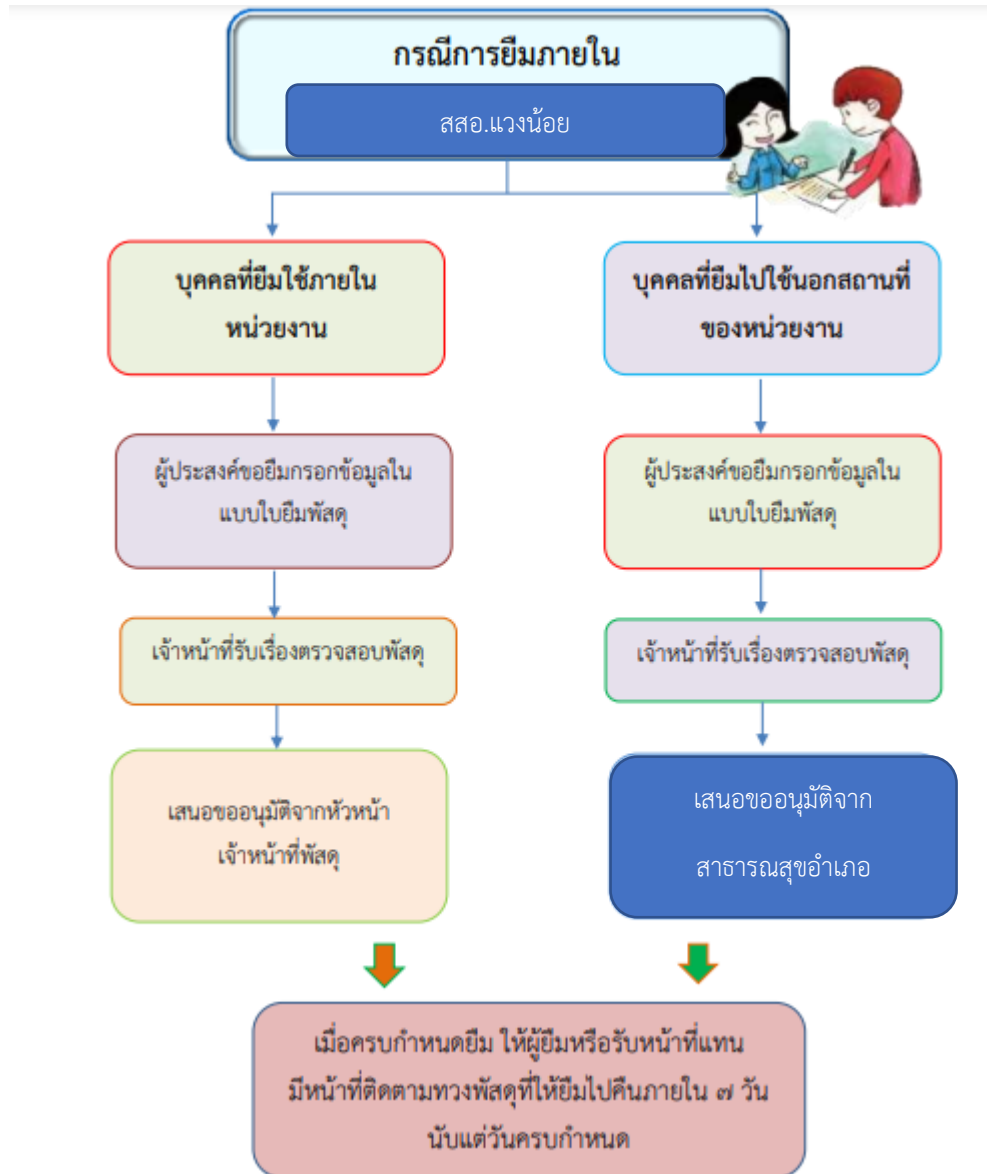 กรณีการยืมภายใน
สสอ.แวงน้อย
บุคคลที่ยืมใช้ภายใน
หน่วยงาน
บุคคลที่ยืมไปใช้นอกสถานที่
ของหน่วยงาน
ผู้ประสงค์ขอยืมกรอกข้อมูลใน
แบบใบยืมพัสดุ
ผู้ประสงค์ขอยืมกรอกข้อมูลใน
แบบใบยืมพัสดุ
เจ้าหน้าที่รับเรื่องตรวจสอบพัสดุ
เจ้าหน้าที่รับเรื่องตรวจสอบพัสดุ
เสนอขออนุมัติจากหัวหน้า
เจ้าหน้าที่พัสดุ
เสนอขออนุมัติจาก
สาธารณสุขอำเภอ
เมื่อครบกำหนดยืม ให้ผู้ยืมหรือรับหน้าที่แทน
มีหน้าที่ติดตามทวงพัสดุที่ให้ยืมไปคืนภายใน ๗ วัน
นับแต่วันครบกำหนด